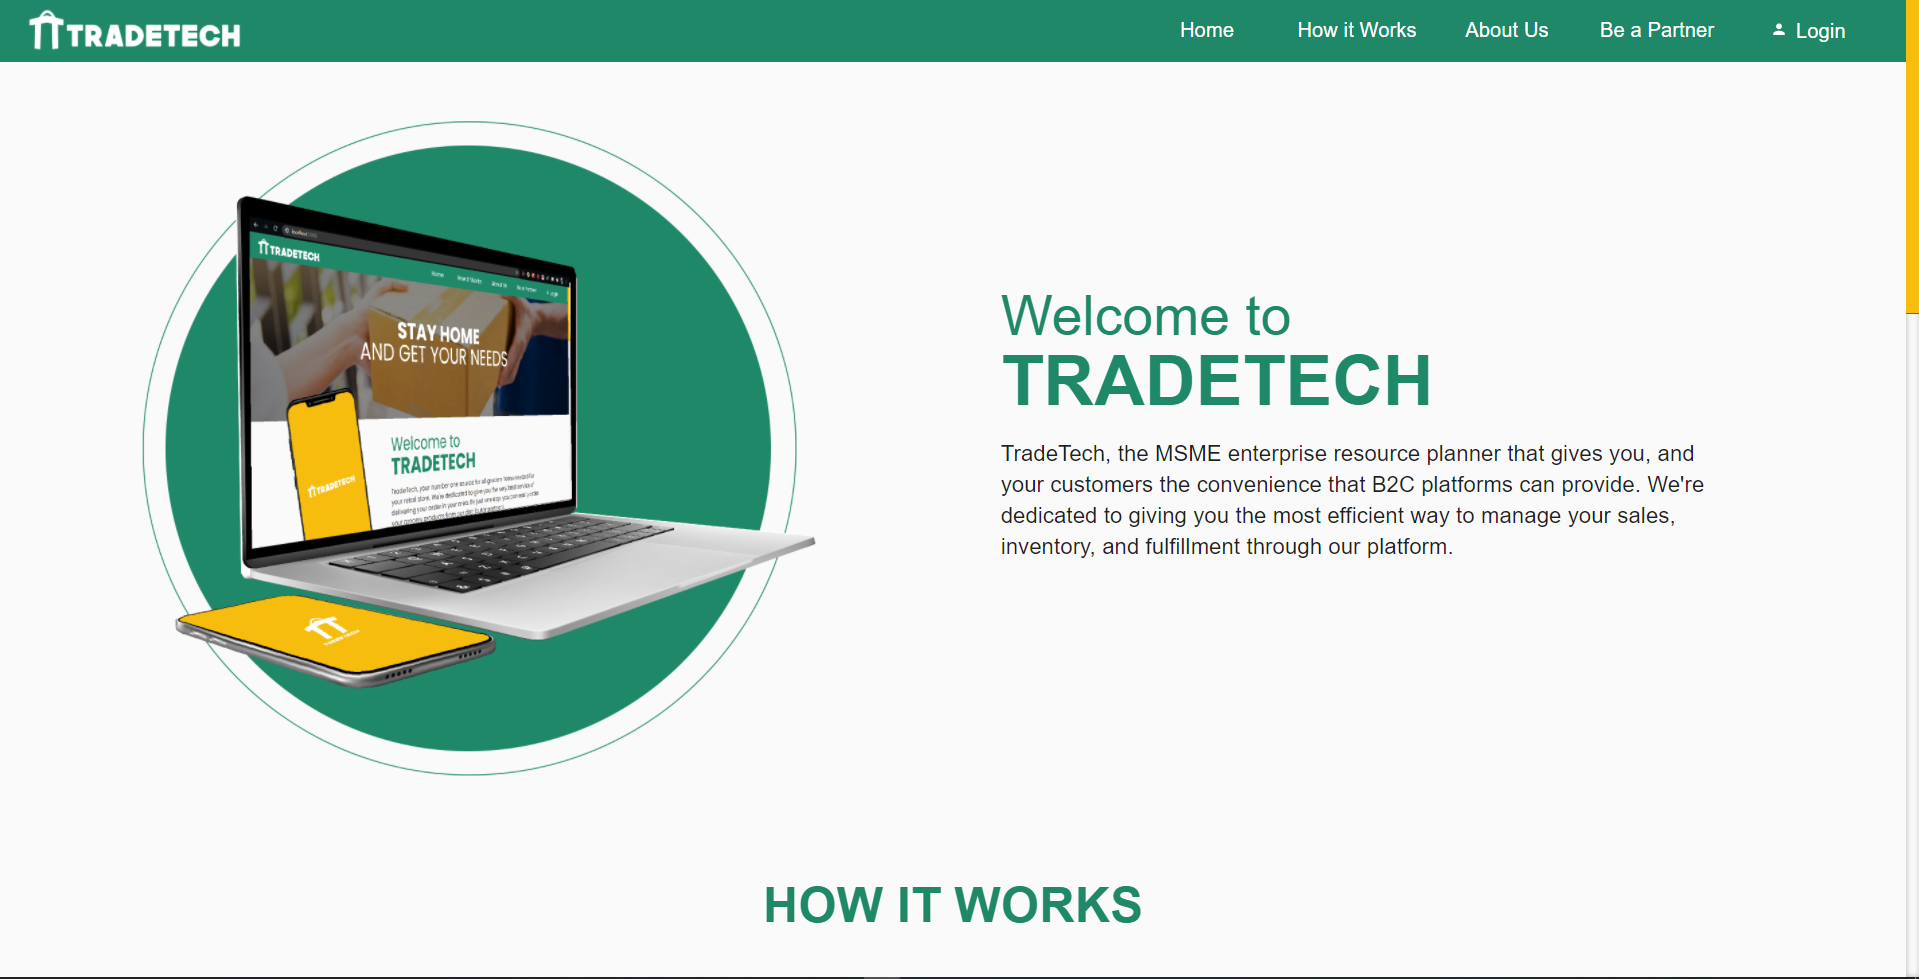 TRADETECH
Home
How it Works
About Us
Be a Partner
Login
TRADETECH
Home
How it Works
About Us
Be a Partner
Login
STAY HOME
AND GET YOUR NEEDS
TRADETECH
Welcome to
TRADETECH
Welcome to
TRADETECH
TradeTech, the MSME enterprise resource planner that gives you, and
your customers the convenience that B2C platforms can provide. We're
dedicated to giving you the most efficient way to manage your sales,
inventory, and fulfillment through our platform.
HOW IT WORKS